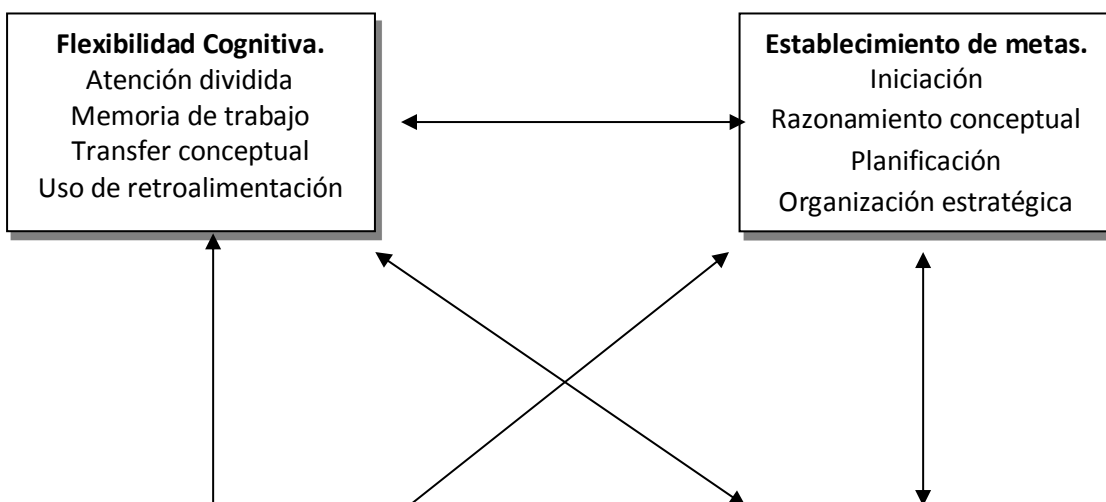 Flexibilidad Cognitiva.
Atención dividida
Memoria de trabajo
Transfer conceptual
Uso de retroalimentación
Establecimiento de metas.
Iniciación
Razonamiento conceptual
Planificación
Organización estratégica